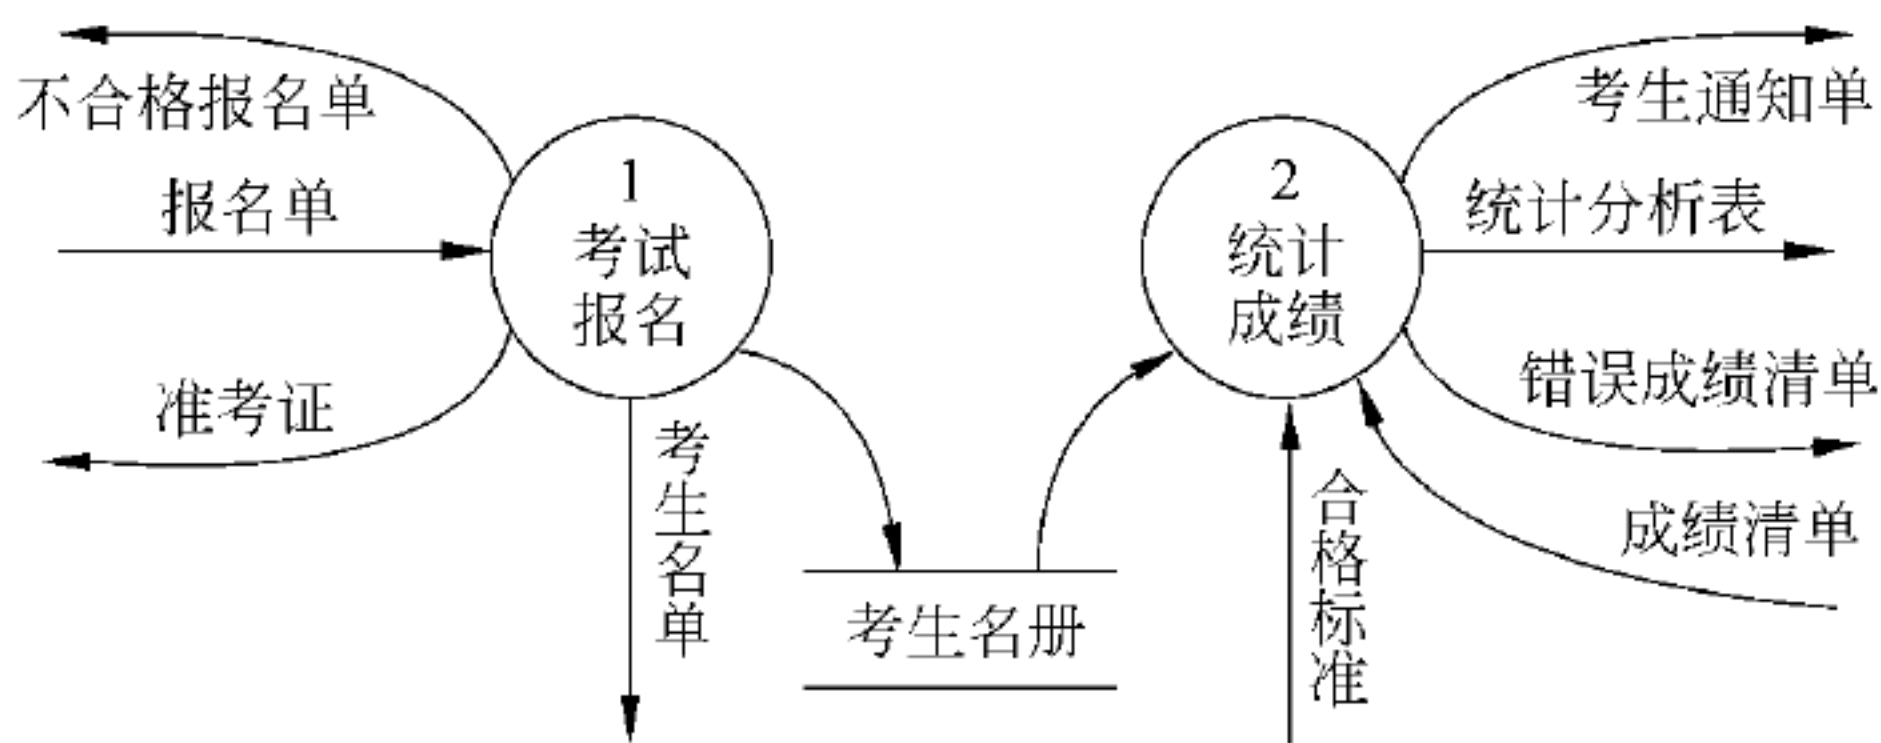 不合格报名单
报名单
准考证
1
考试
报名
考生名单
考生名册
2
统计
成绩
合格标准
考生通知单
统计分析表
错误成绩清单
成绩清单